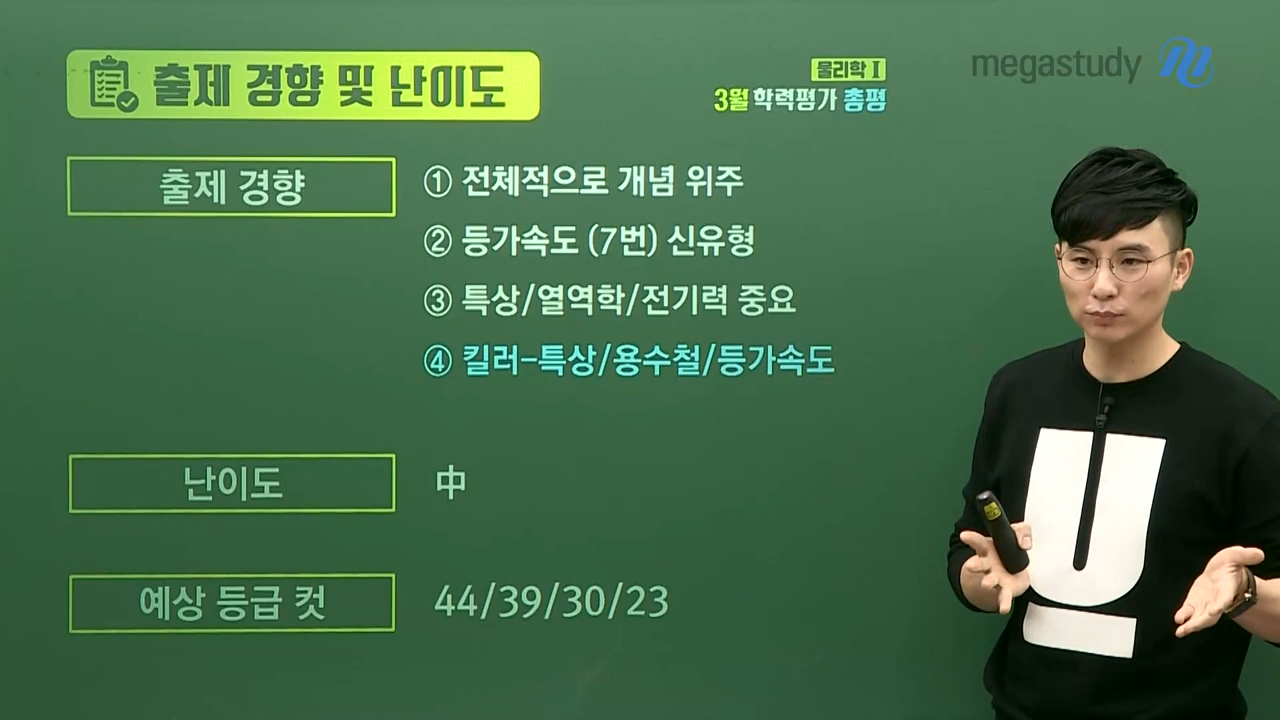 출제 경향 및 난이도
물리학 I
3월 학력평가 총평
megastudy
출제 경향
① 전체적으로 개념 위주
② 등가속도 (7번) 신유형
③ 특상/열역학/전기력 중요
④ 킬러-특상/용수철/등가속도
난이도
中
예상 등급 컷
44/39/30/23